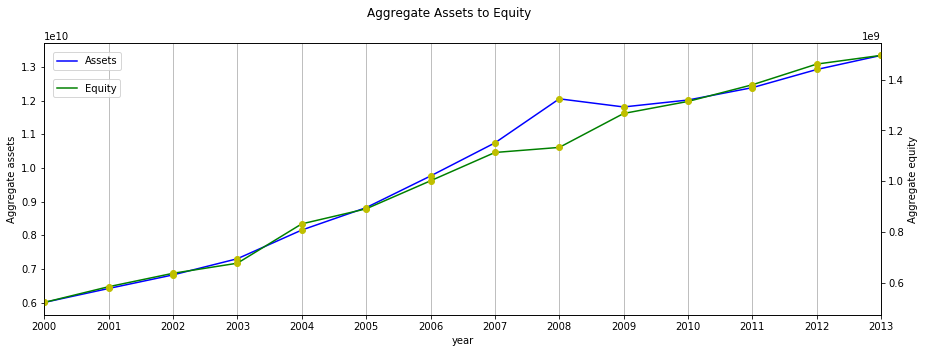 Aggregate Assets to Equity
1e10
1e9
Assets
Equity
1.3
1.2
1.1
1.0
0.9
0.8
0.7
0.6
Aggregate assets
1.4
1.2
1.0
0.8
0.6
Aggregate equity
2000 2001 2002 2003 2004 2005 2006 2007 2008 2009 2010 2011 2012 2013
year